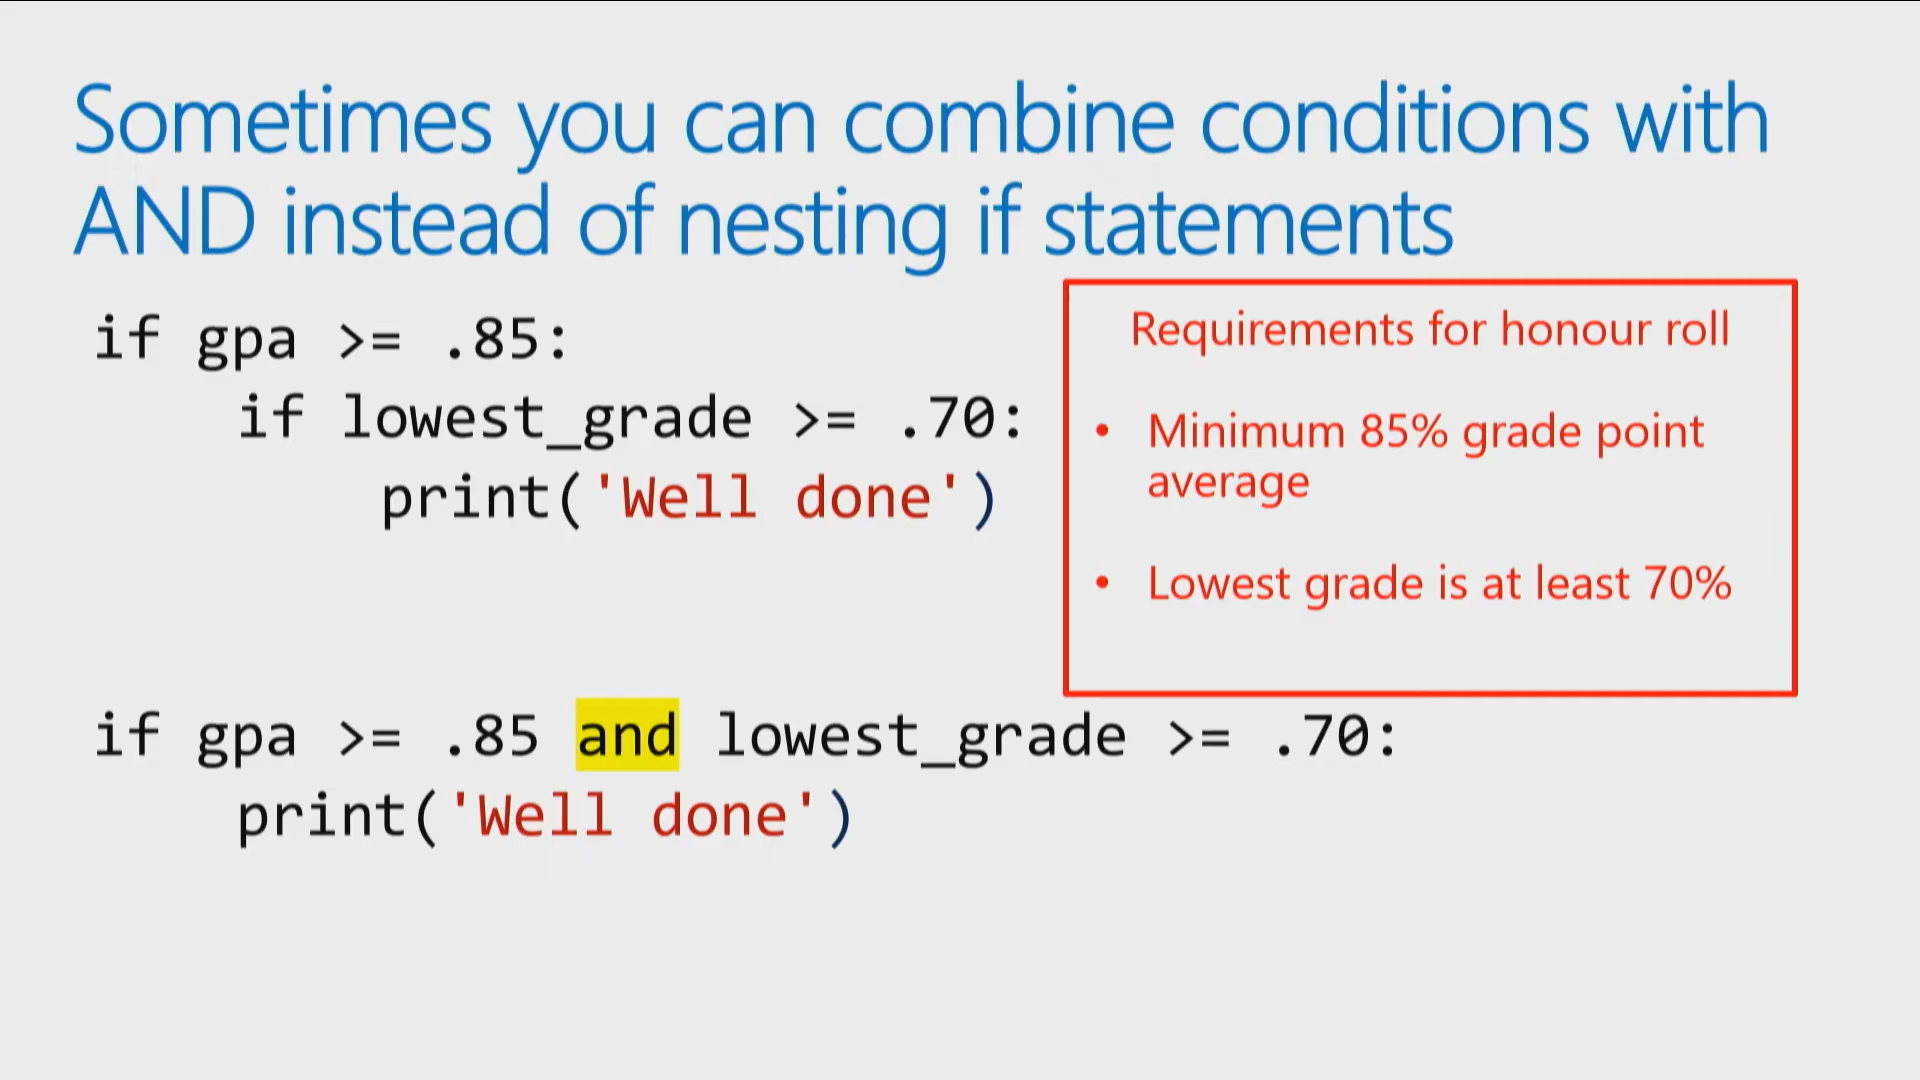 Sometimes you can combine conditions with
AND instead of nesting if statements
if gpa >= .85:
    if lowest_grade >= .70:
        print('Well done')
Requirements for honour roll
• Minimum 85% grade point
average
• Lowest grade is at least 70%
if gpa >= .85 and lowest_grade >= .70:
    print('Well done')